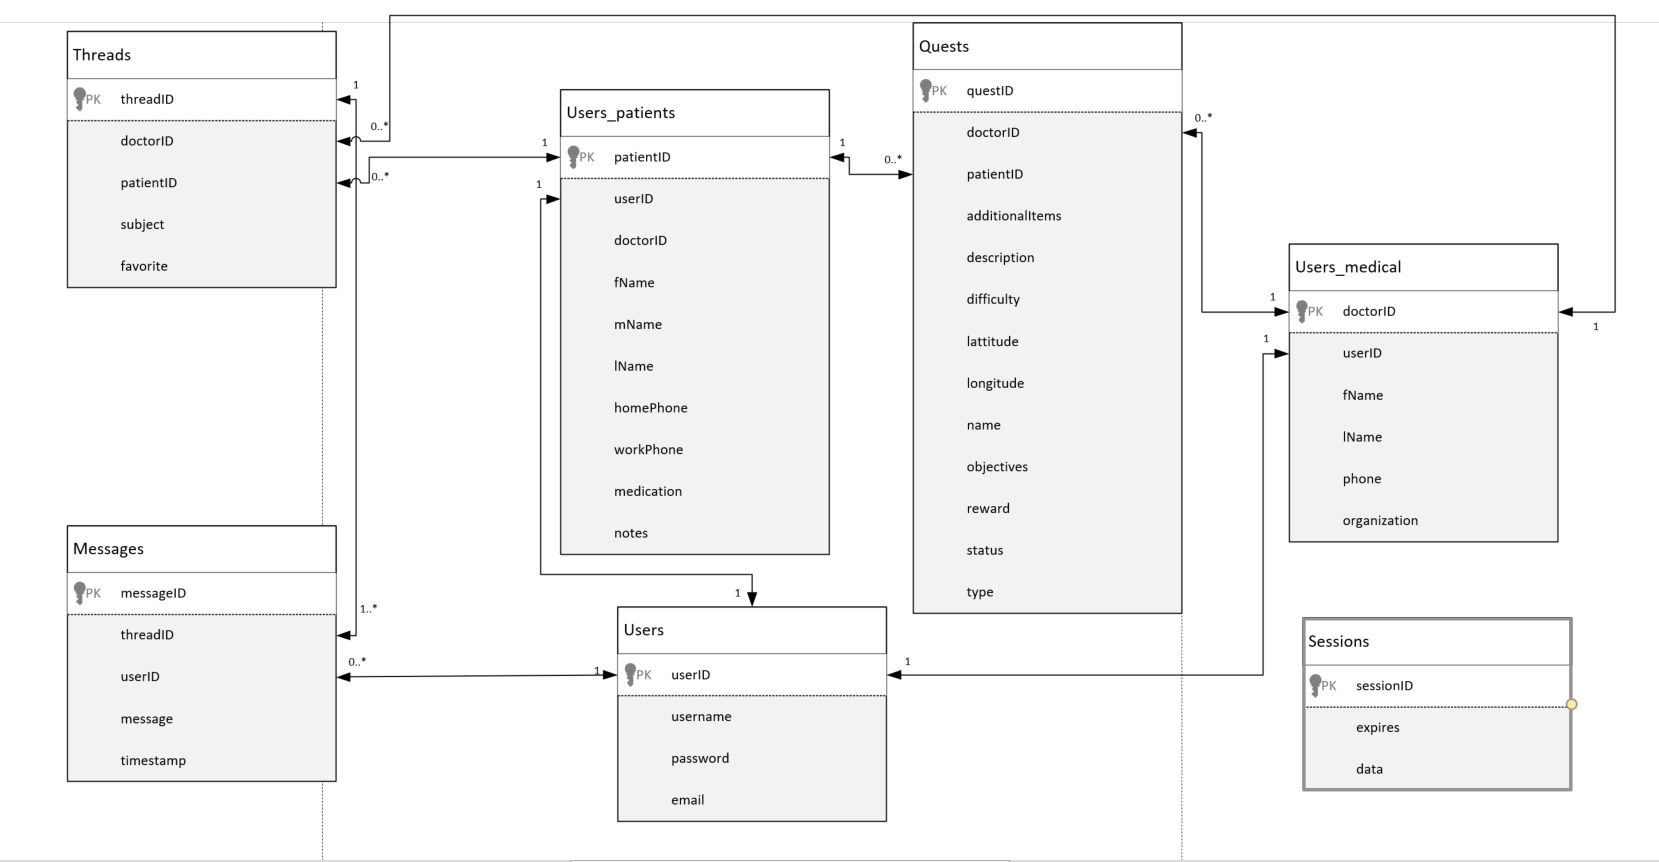 Threads
PK threadID
doctorID
patientID
subject
favorite
1
0..*
0..*
Messages
PK messageID
threadID
userID
message
timestamp
1..*
0..*
Users_patients
PK patientID
userID
doctorID
fName
mName
lName
homePhone
workPhone
medication
notes
1
1
1
0..*
Users
PK userID
username
password
email
1
1
1
Quests
PK questID
doctorID
patientID
additionalItems
description
difficulty
lattitude
longitude
name
objectives
reward
status
type
0..*
Users_medical
PK doctorID
userID
fName
lName
phone
organization
1
1
1
Sessions
PK sessionID
expires
data